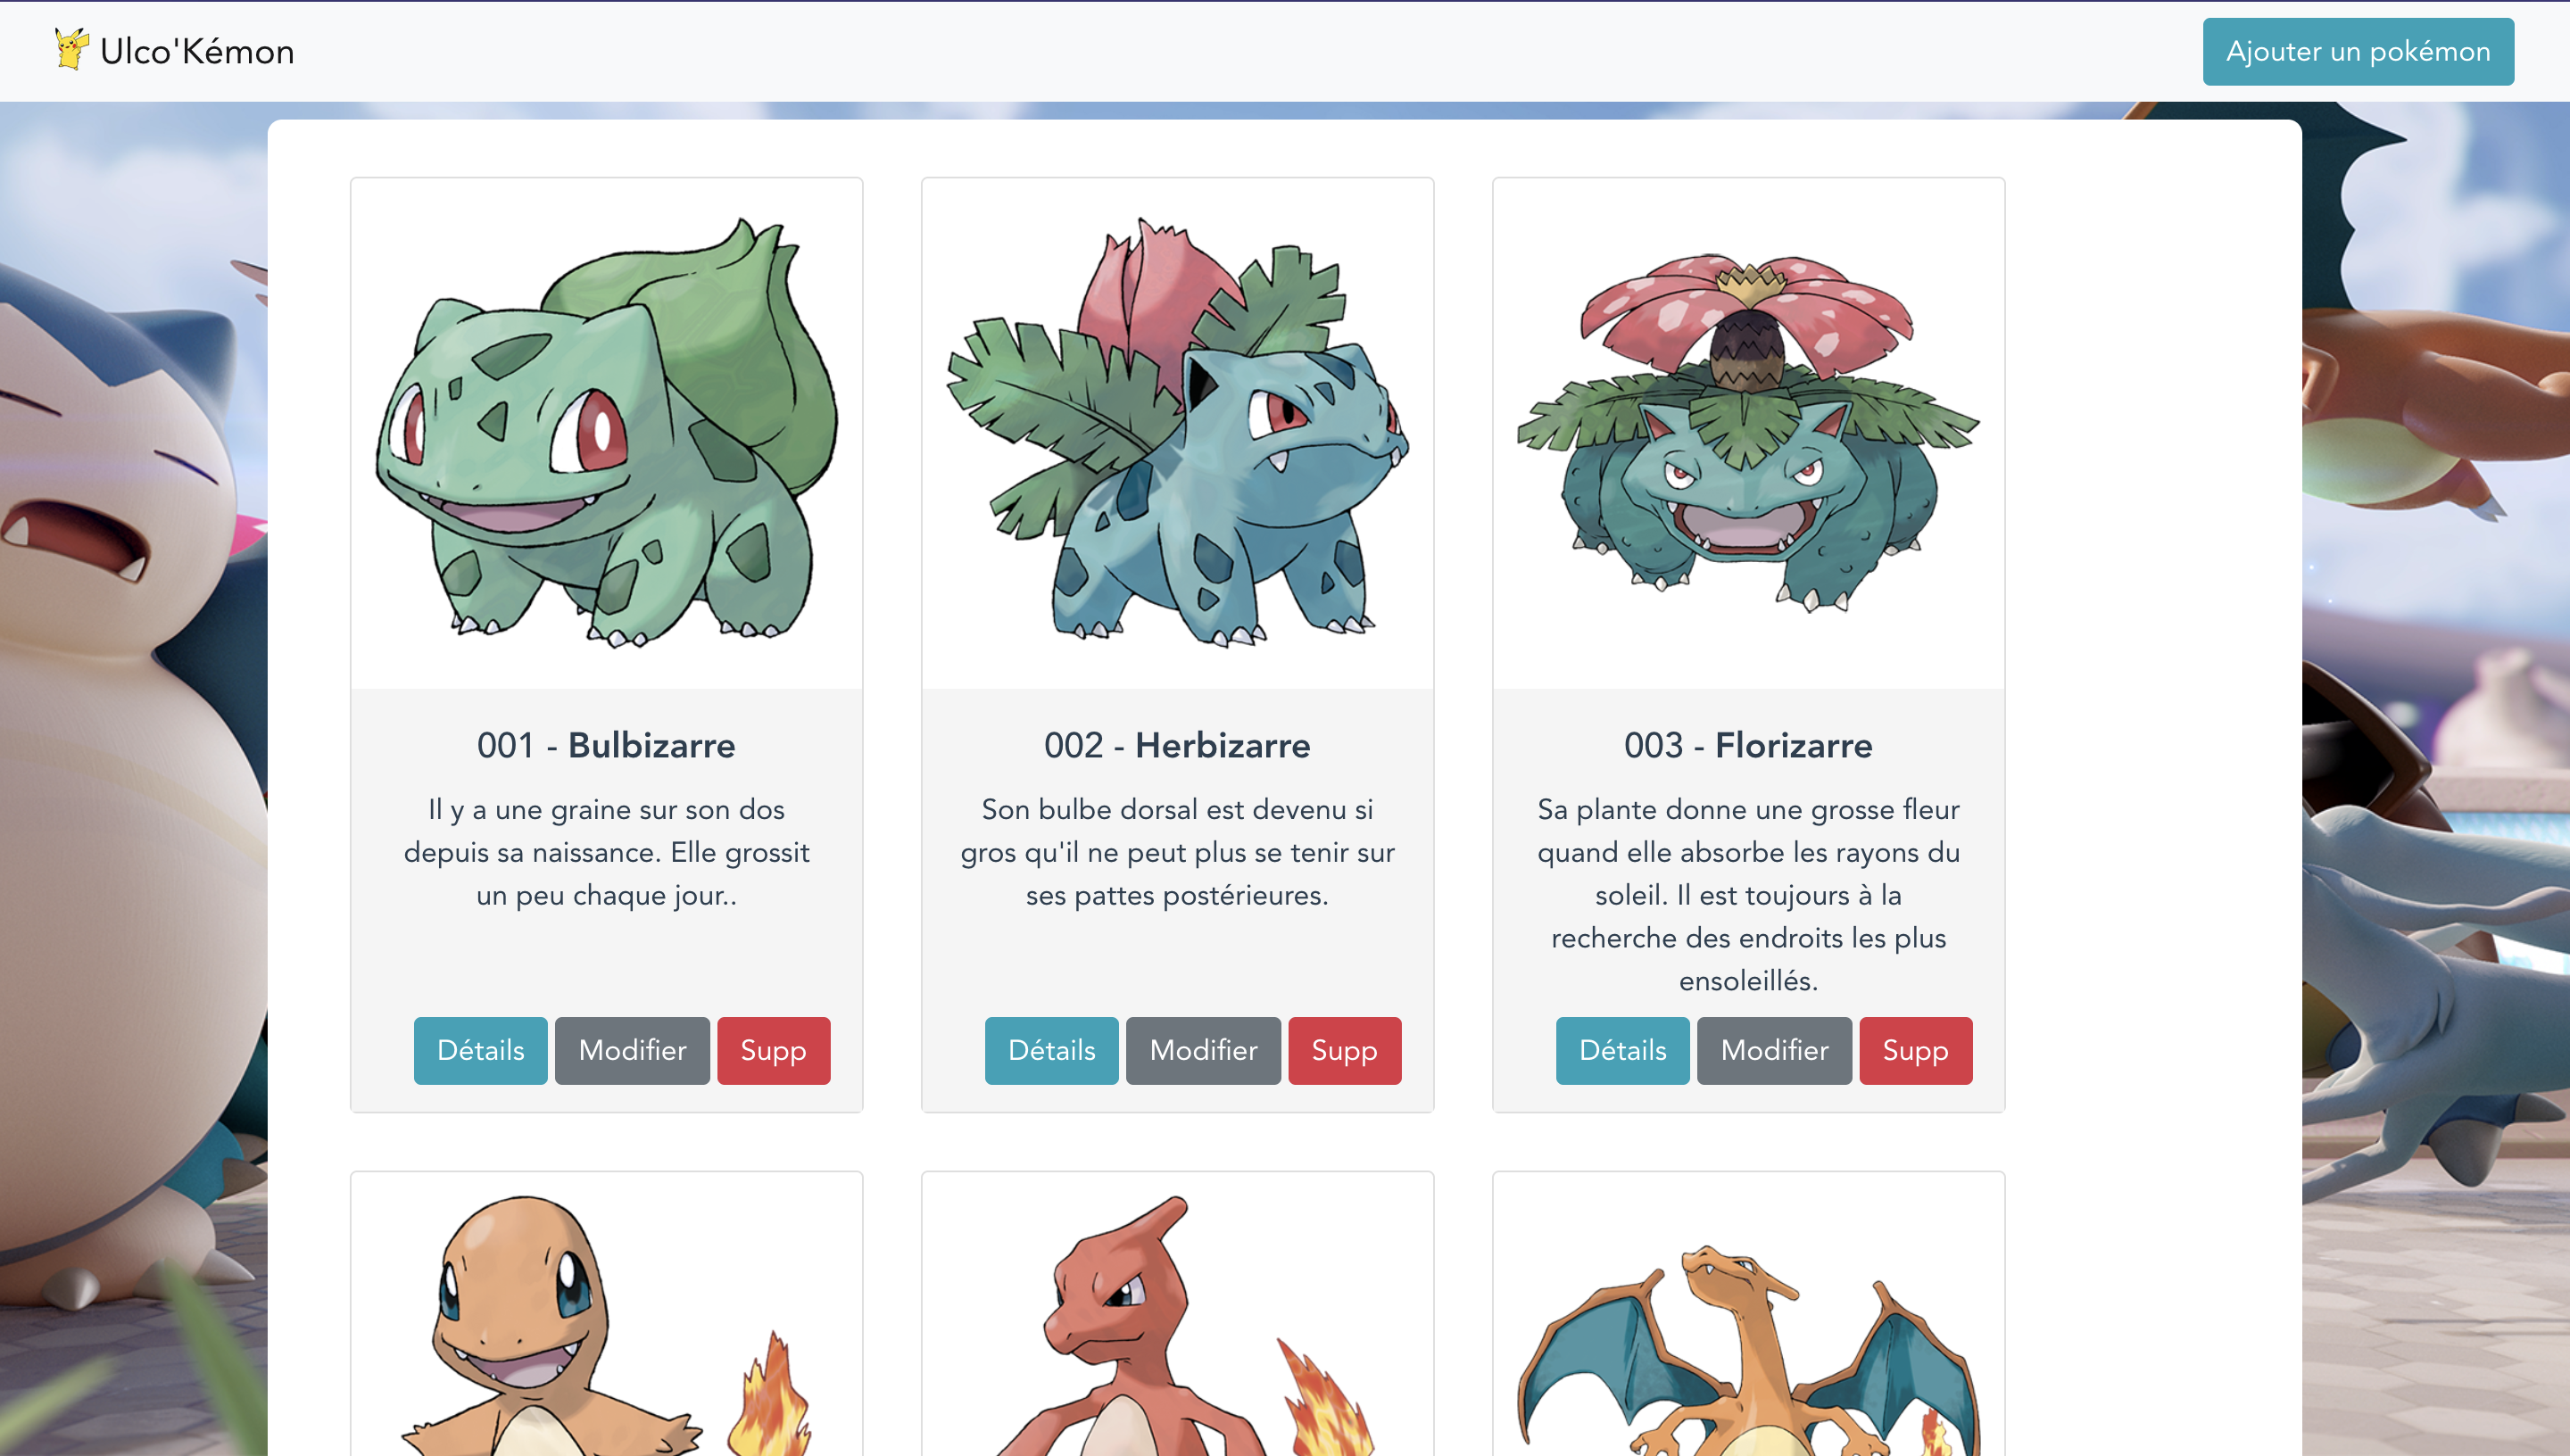 Ulco'Kémon
Ajouter un pokémon
001 - Bulbizarre
Il y a une graine sur son dos
depuis sa naissance. Elle grossit
un peu chaque jour..
Détails Modifier Supp
002 - Herbizarre
Son bulbe dorsal est devenu si
gros qu'il ne peut plus se tenir sur
ses pattes postérieures.
Détails Modifier Supp
003 - Florizarre
Sa plante donne une grosse fleur
quand elle absorbe les rayons du
soleil. Il est toujours à la
recherche des endroits les plus
ensoleillés.
Détails Modifier Supp